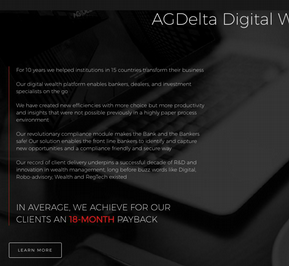 AGDelta Digital W
For 10 years we helped institutions in 15 countries transform their business
Our digital wealth platform enables bankers, dealers, and investment
specialists on the go
We have created new efficiencies with more choice but more productivity
and insights that were not possible previously in a highly paper process
environment.
Our revolutionary compliance module makes the Bank and the Bankers
safe! Our solution enables the front line bankers to identify and capture
new opportunities and a compliance friendly and secure way.
Our record of client delivery underpins a successful decade of R&D and
innovation in wealth management, long before buzz words like Digital,
Robo-advisory, Wealth and RegTech existed
IN AVERAGE, WE ACHIEVE FOR OUR
CLIENTS AN 18-MONTH PAYBACK
LEARN MORE